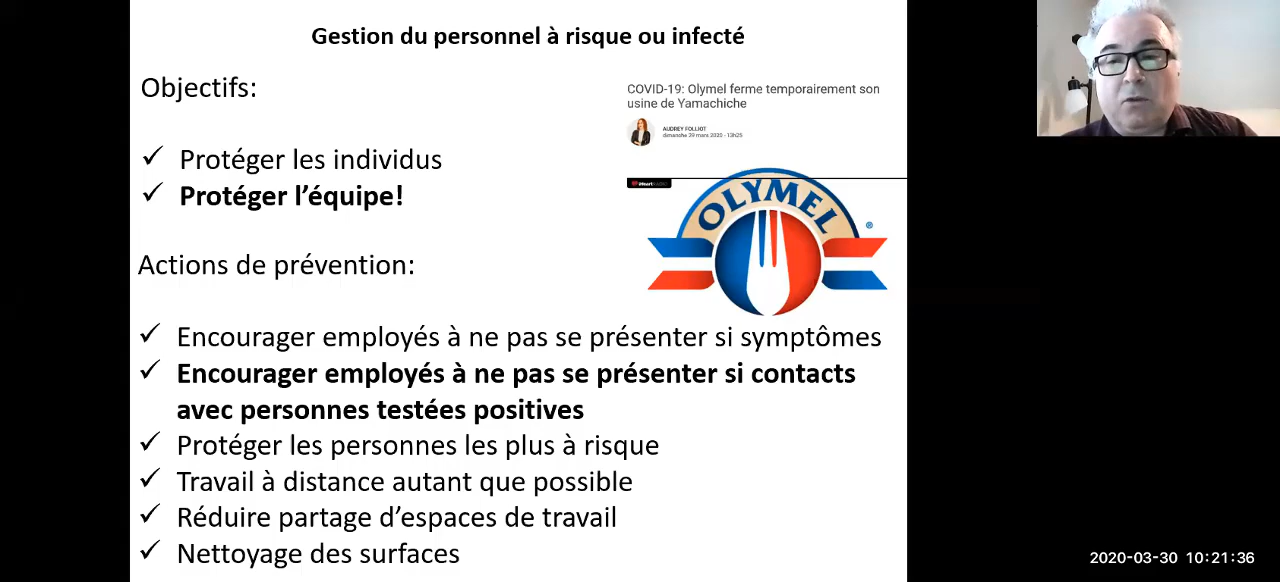 Gestion du personnel à risque ou infecté
Objectifs:
✓ Protéger les individus
✓ Protéger l’équipe!
COVID-19: Olymel ferme temporairement son
usine de Yamachiche
AUDREY FOLLIOT
dimanche 29 mars 2020 - 13h25
iHeart
OLYMEL
®
Actions de prévention:
✓ Encourager employés à ne pas se présenter si symptômes
✓ Encourager employés à ne pas se présenter si contacts
avec personnes testées positives
✓ Protéger les personnes les plus à risque
✓ Travail à distance autant que possible
✓ Réduire partage d’espaces de travail
✓ Nettoyage des surfaces
2020-03-30 10:21:36